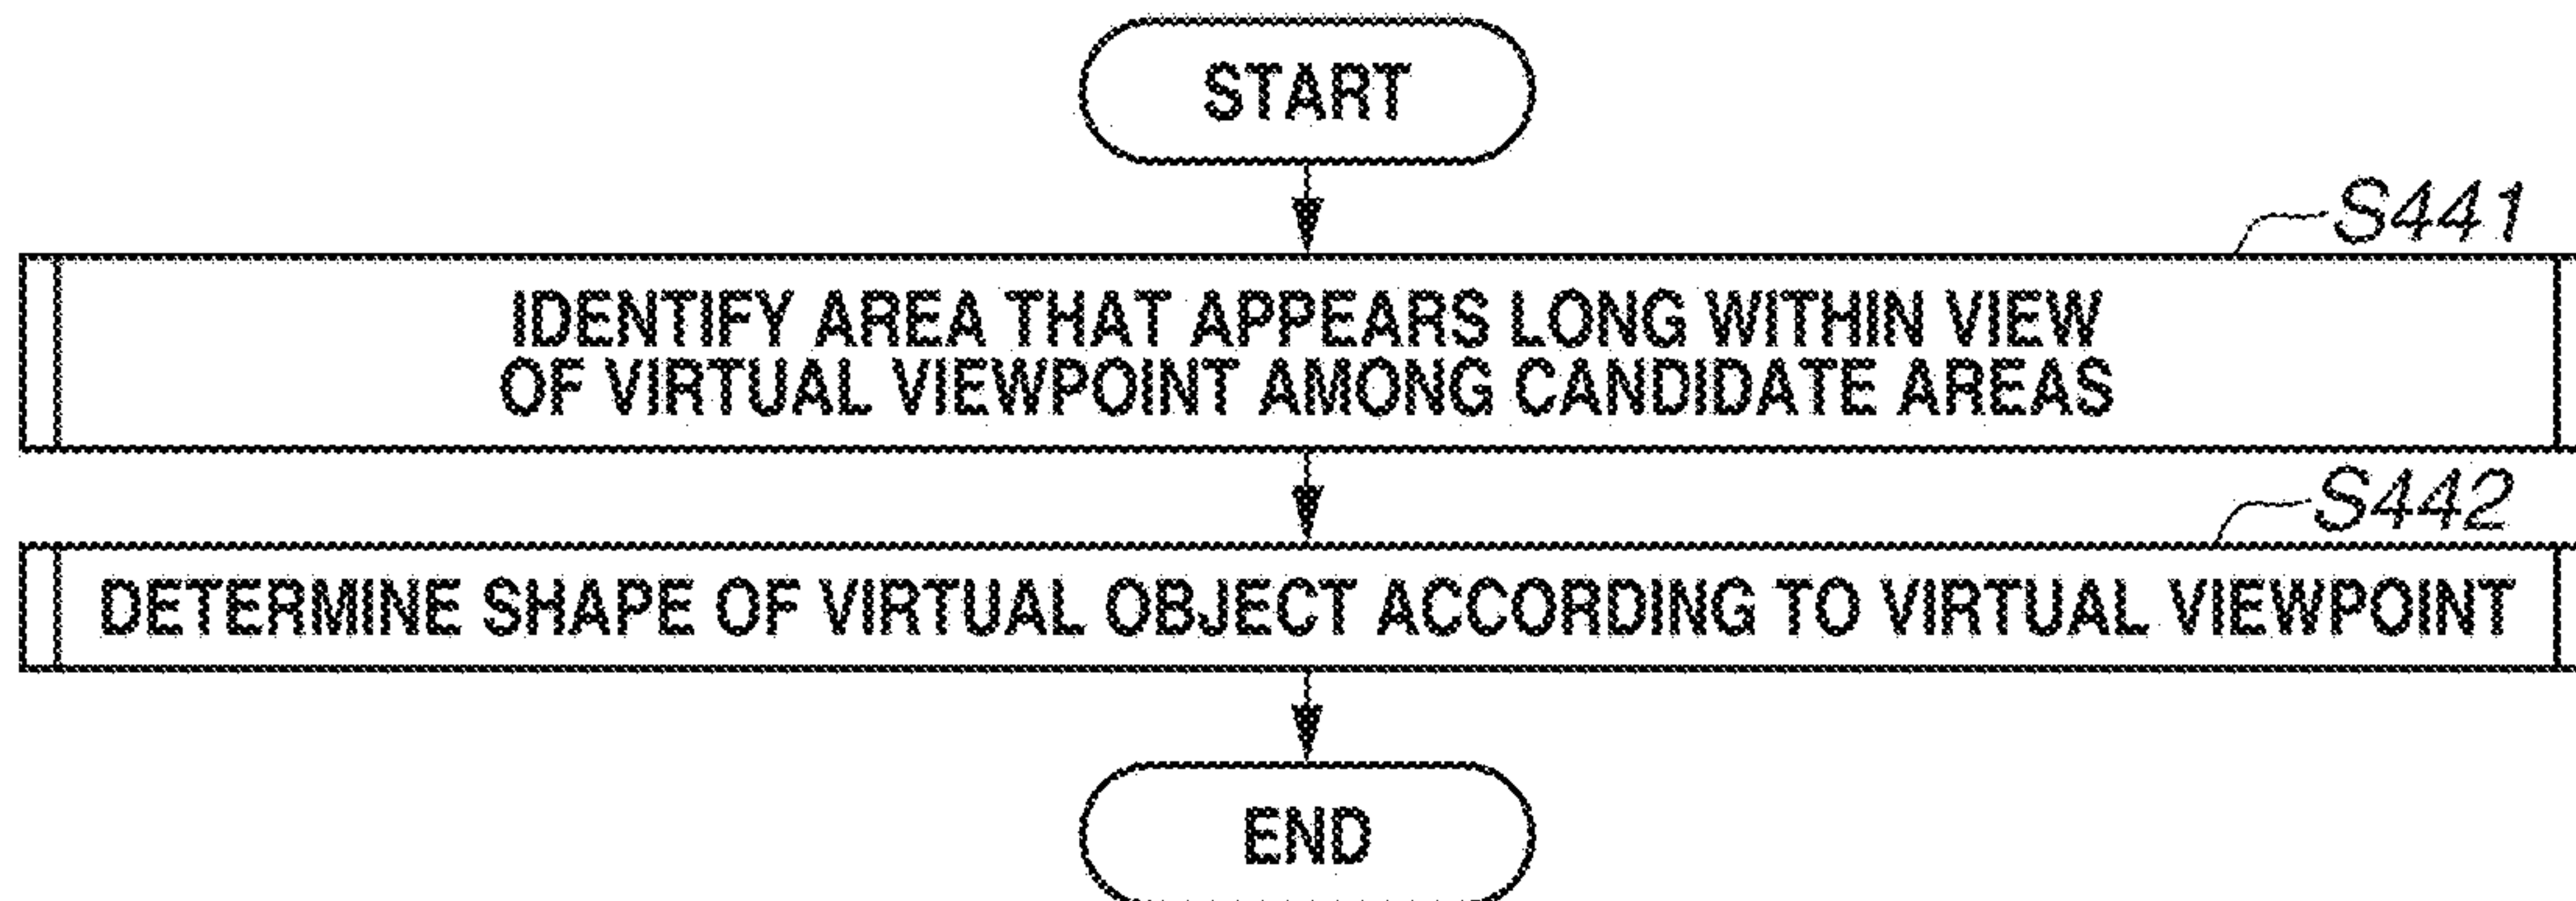 START
S441
IDENTIFY AREA THAT APPEARS LONG WITHIN VIEW
OF VIRTUAL VIEWPOINT AMONG CANDIDATE AREAS
S442
DETERMINE SHAPE OF VIRTUAL OBJECT ACCORDING TO VIRTUAL VIEWPOINT
END